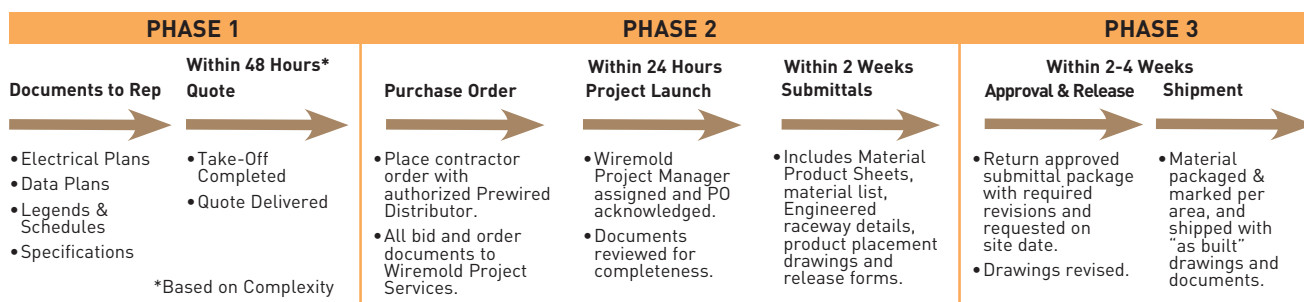 PHASE 1
Documents to Rep
• Electrical Plans
• Data Plans
• Legends &
Schedules
• Specifications
Within 48 Hours*
Quote
• Take-Off
Completed
• Quote Delivered
*Based on Complexity
PHASE 2
Purchase Order
• Place contractor
order with
authorized Prewired
Distributor.
• All bid and order
documents to
Wiremold Project
Services.
Within 24 Hours
Project Launch
• Wiremold
Project Manager
assigned and PO
acknowledged.
• Documents
reviewed for
completeness.
Within 2 Weeks
Submittals
• Includes Material
Product Sheets,
material list,
Engineered
raceway details,
product placement
drawings and
release forms.
PHASE 3
Within 2-4 Weeks
Approval & Release
• Return approved
submittal package
with required
revisions and
requested on
site date.
• Drawings revised.
Shipment
• Material
packaged &
marked per
area, and
shipped with
“as built”
drawings and
documents.